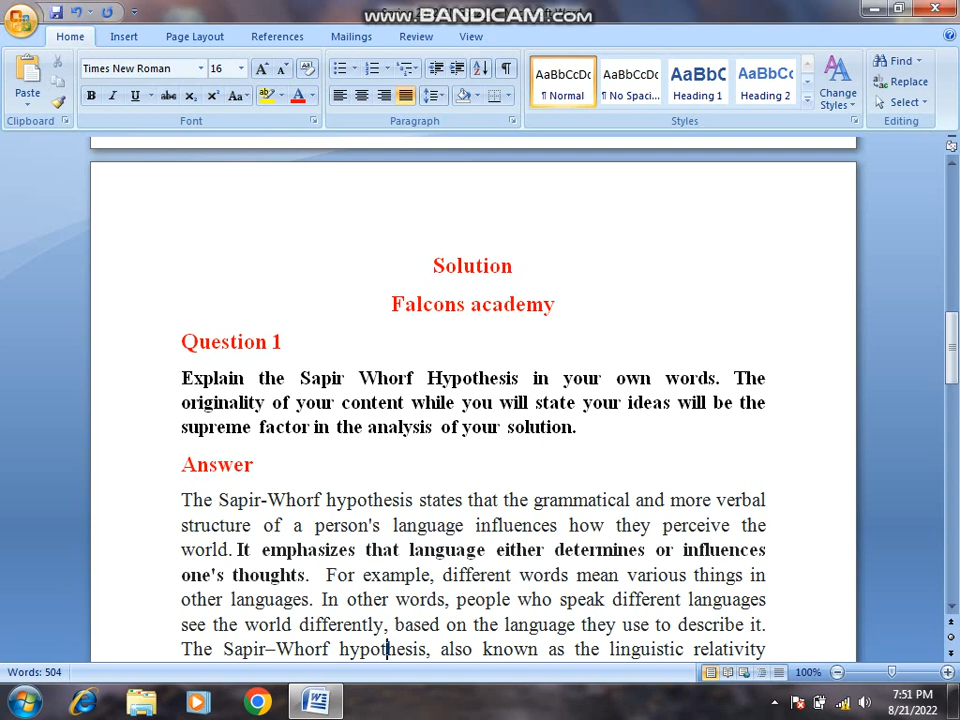 www.BANDICAM.com
Home Insert Page Layout References Mailings Review View
Times New Roman 16
AaBbCcDc AaBbCcDc AaBbC AaBbCc
¶ Normal ¶ No Spaci... Heading 1 Heading 2
Paste
Change Styles
Find
Replace
Select
Clipboard Font Paragraph Styles Editing
Solution
Falcons academy
Question 1
Explain the Sapir Whorf Hypothesis in your own words. The
originality of your content while you will state your ideas will be the
supreme factor in the analysis of your solution.
Answer
The Sapir-Whorf hypothesis states that the grammatical and more verbal
structure of a person's language influences how they perceive the
world. It emphasizes that language either determines or influences
one's thoughts. For example, different words mean various things in
other languages. In other words, people who speak different languages
see the world differently, based on the language they use to describe it.
The Sapir–Whorf hypothesis, also known as the linguistic relativity
Words: 504 100%
7:51 PM
8/21/2022